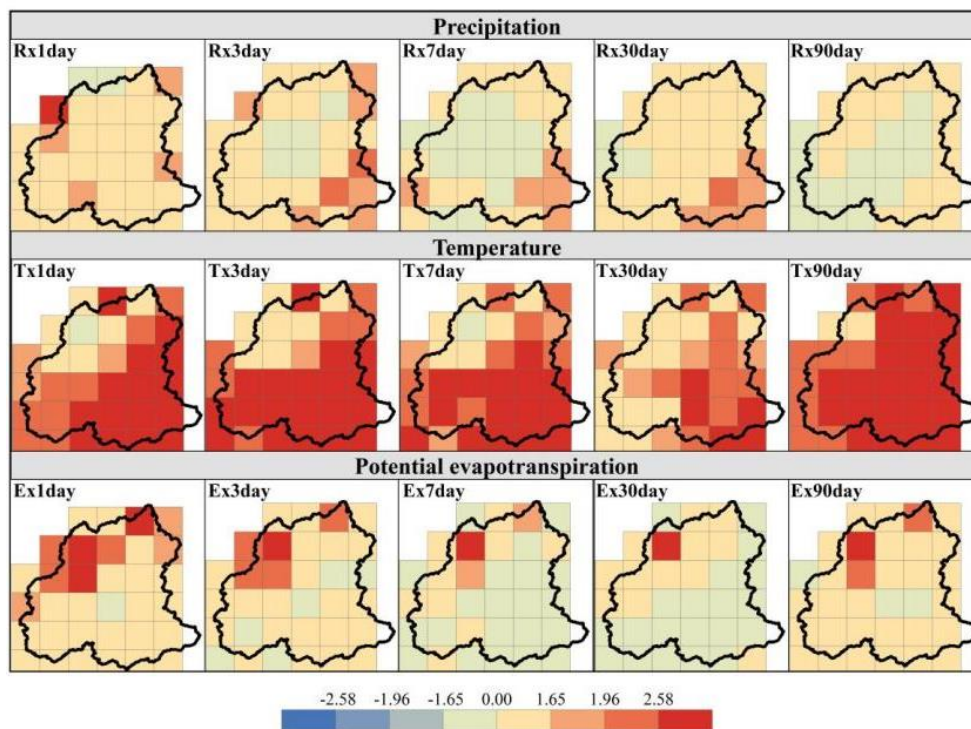 Precipitation
Rx1day Rx3day Rx7day Rx30day Rx90day
Temperature
Tx1day Tx3day Tx7day Tx30day Tx90day
Potential evapotranspiration
Ex1day Ex3day Ex7day Ex30day Ex90day
-2.58 -1.96 -1.65 0.00 1.65 1.96 2.58